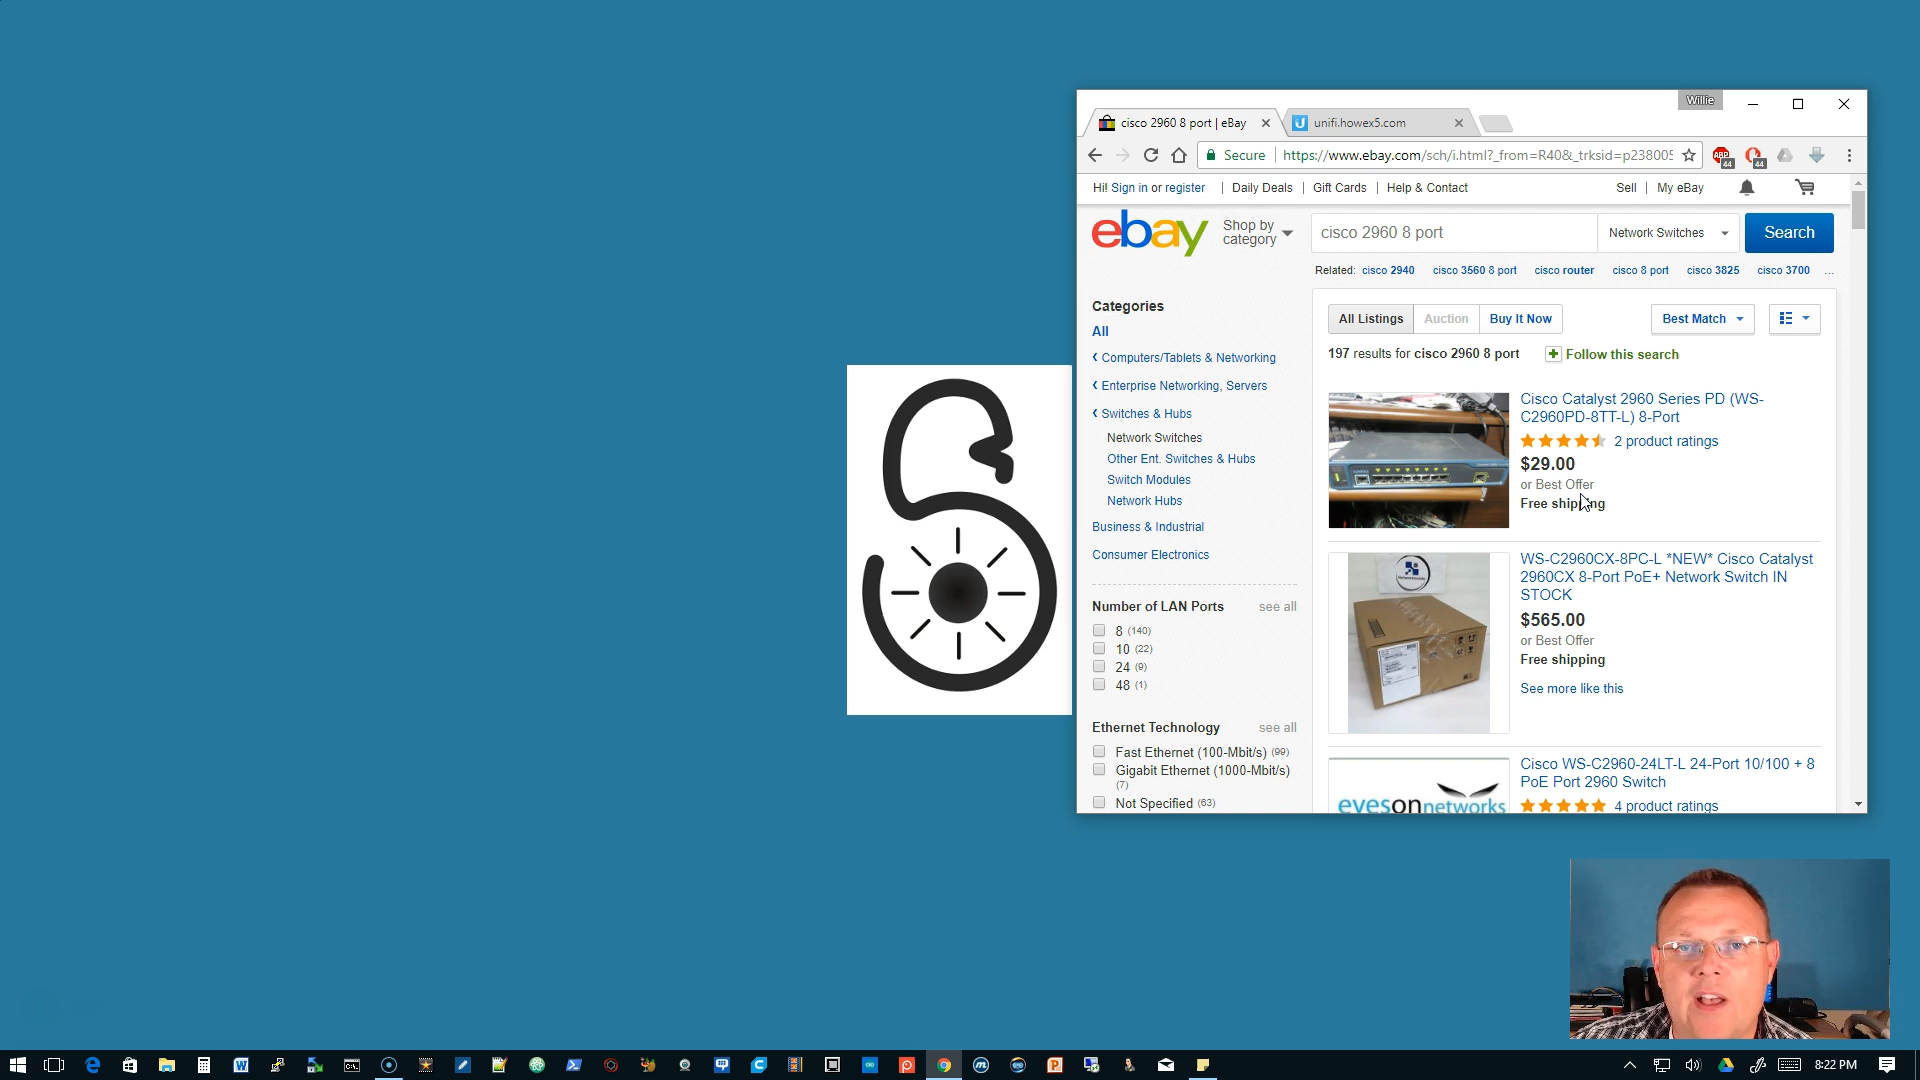 Willie
cisco 2960 8 port | eBay
unifi.howex5.com
Secure
https://www.ebay.com/sch/i.html?_from=R40&_trksid=p238005
44
44
Hi! Sign in or register
Daily Deals
Gift Cards
Help & Contact
Sell
My eBay
ebay
Shop by
category
cisco 2960 8 port
Network Switches
Search
Related: cisco 2940 cisco 3560 8 port cisco router cisco 8 port cisco 3825 cisco 3700 ...
Categories
All
Computers/Tablets & Networking
Enterprise Networking, Servers
Switches & Hubs
Network Switches
Other Ent. Switches & Hubs
Switch Modules
Network Hubs
Business & Industrial
Consumer Electronics
Number of LAN Ports see all
8 (140)
10 (22)
24 (9)
48 (1)
Ethernet Technology see all
Fast Ethernet (100-Mbit/s) (99)
Gigabit Ethernet (1000-Mbit/s)
(7)
Not Specified (63)
All Listings
Auction
Buy It Now
Best Match
197 results for cisco 2960 8 port
Follow this search
Cisco Catalyst 2960 Series PD (WS-
C2960PD-8TT-L) 8-Port
2 product ratings
$29.00
or Best Offer
Free shipping
WS-C2960CX-8PC-L *NEW* Cisco Catalyst
2960CX 8-Port PoE+ Network Switch IN
STOCK
$565.00
or Best Offer
Free shipping
See more like this
eyesonnetworks
Cisco WS-C2960-24LT-L 24-Port 10/100 + 8
PoE Port 2960 Switch
4 product ratings
8:22 PM